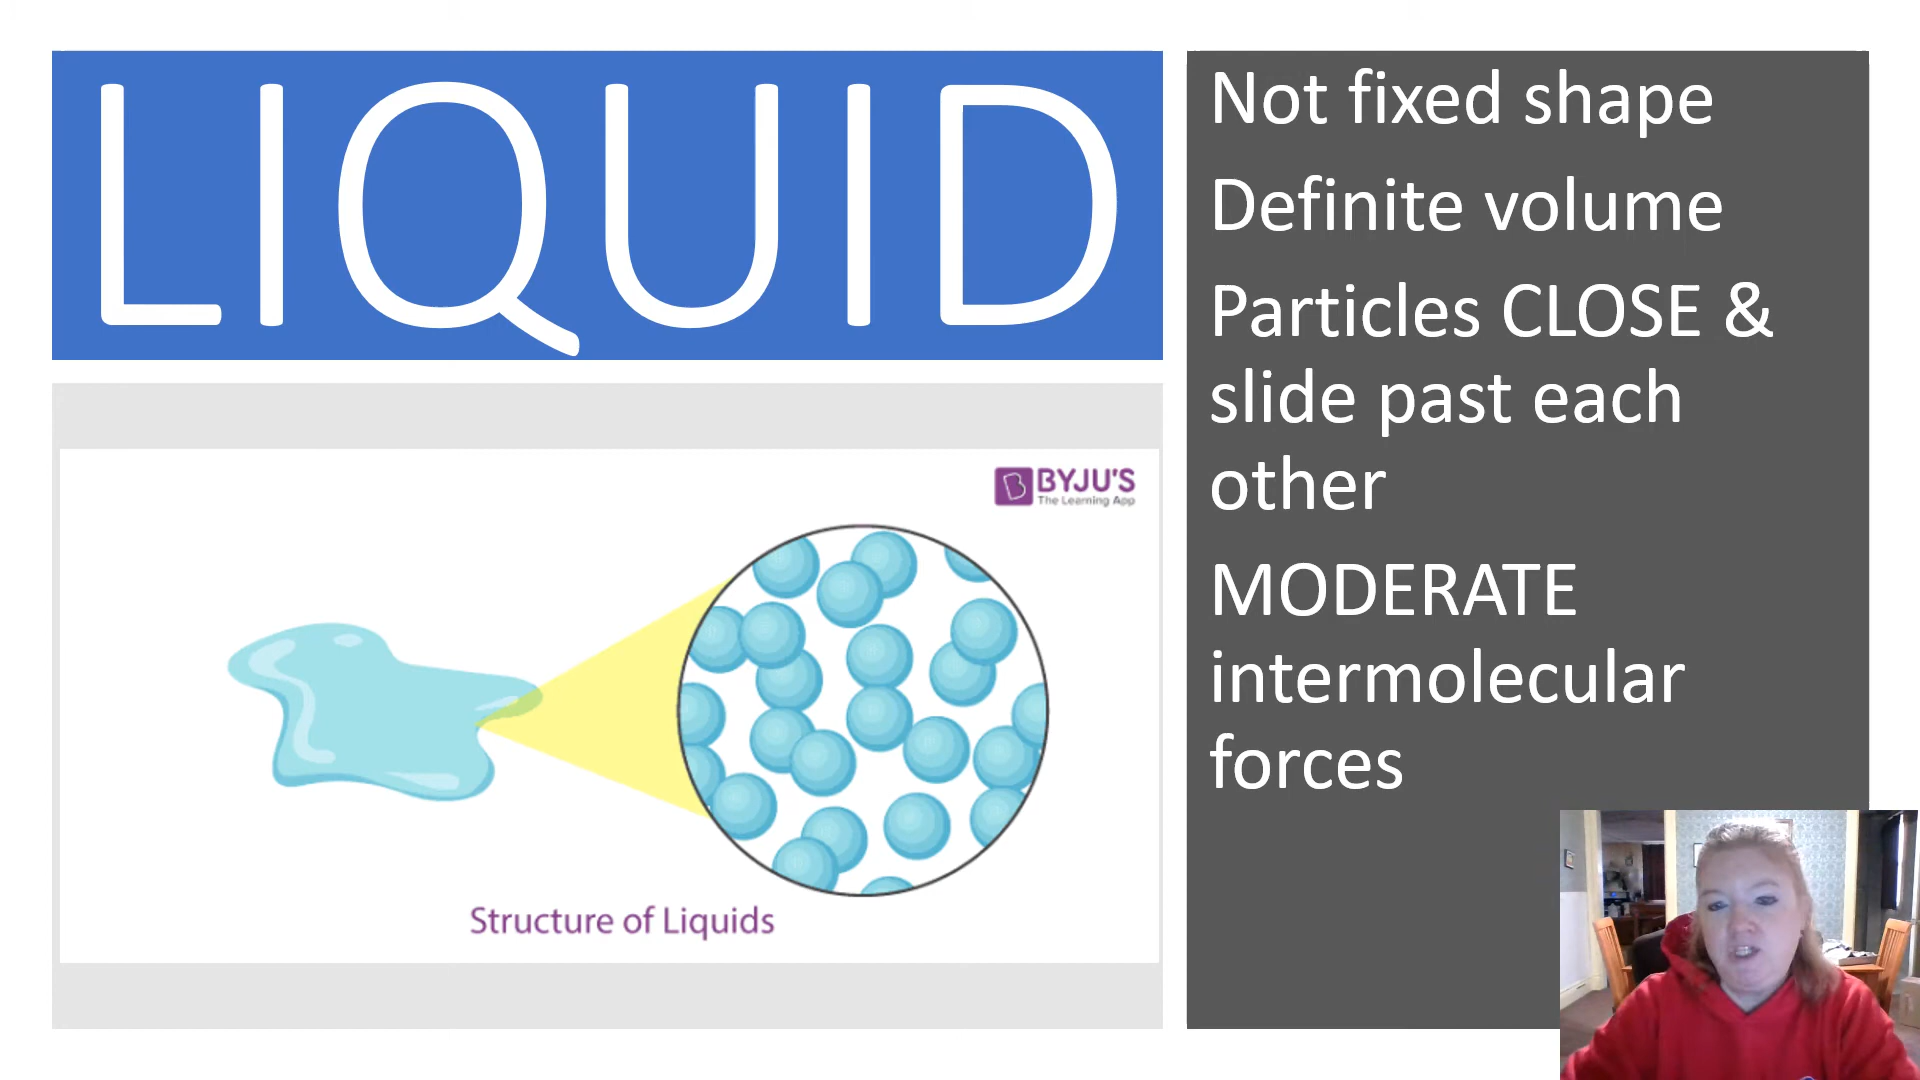 LIQUID
Not fixed shape
Definite volume
Particles CLOSE &
slide past each
other
MODERATE
intermolecular
forces
BYJU'S
The Learning App
Structure of Liquids